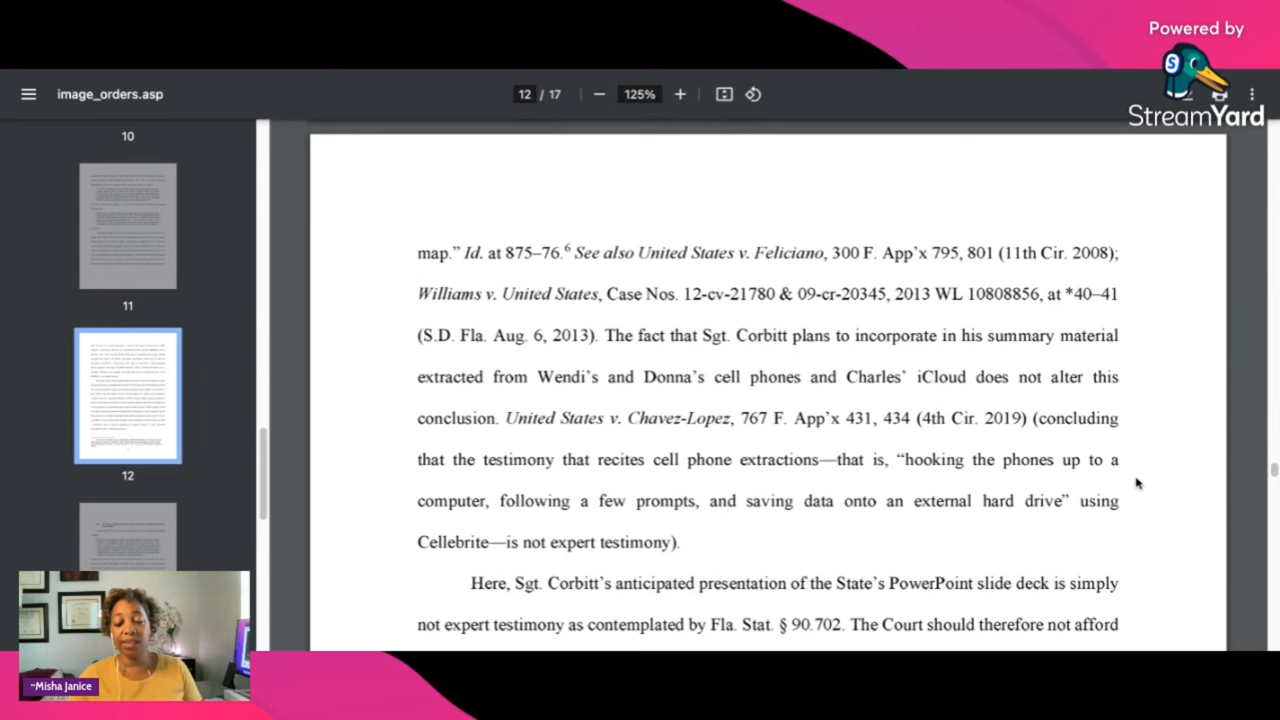 Powered by
StreamYard
image_orders.asp
12 / 17
125%
10
11
12
map.” Id. at 875–76.6 See also United States v. Feliciano, 300 F. App’x 795, 801 (11th Cir. 2008);
Williams v. United States, Case Nos. 12-cv-21780 & 09-cr-20345, 2013 WL 10808856, at *40–41
(S.D. Fla. Aug. 6, 2013). The fact that Sgt. Corbitt plans to incorporate in his summary material
extracted from Wendi’s and Donna’s cell phones and Charles’ iCloud does not alter this
conclusion. United States v. Chavez-Lopez, 767 F. App’x 431, 434 (4th Cir. 2019) (concluding
that the testimony that recites cell phone extractions—that is, “hooking the phones up to a
computer, following a few prompts, and saving data onto an external hard drive” using
Cellebrite—is not expert testimony).
Here, Sgt. Corbitt’s anticipated presentation of the State’s PowerPoint slide deck is simply
not expert testimony as contemplated by Fla. Stat. § 90.702. The Court should therefore not afford
~Misha Janice